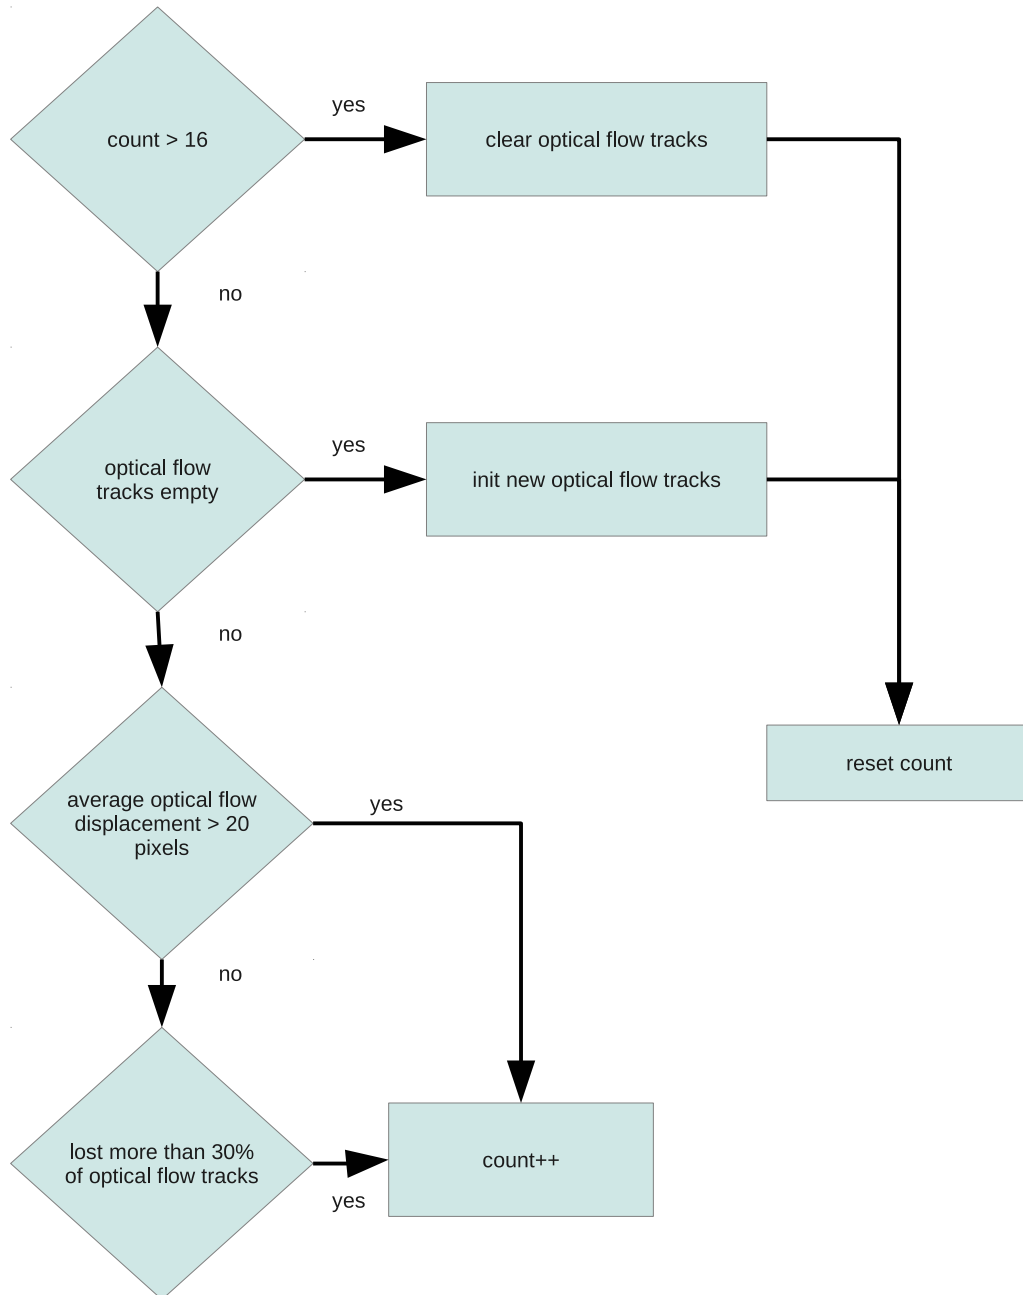 count > 16
yes
clear optical flow tracks
no
optical flow
tracks empty
yes
init new optical flow tracks
no
reset count
average optical flow
displacement > 20
pixels
yes
no
lost more than 30%
of optical flow tracks
yes
count++